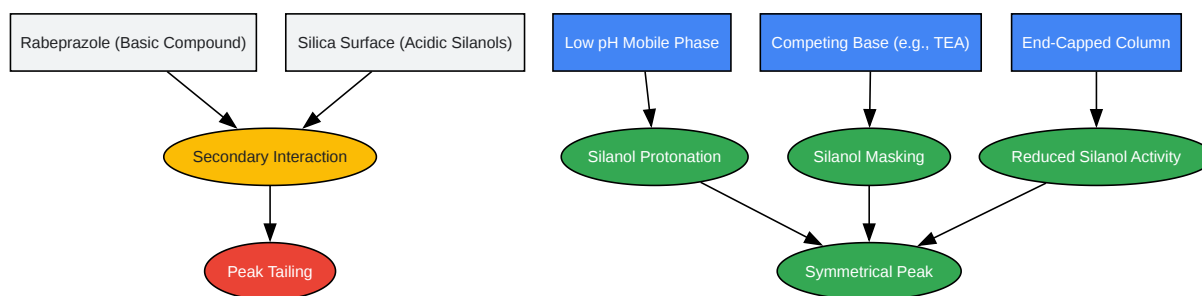 Rabeprazole (Basic Compound)
Silica Surface (Acidic Silanols)
Low pH Mobile Phase
Competing Base (e.g., TEA)
End-Capped Column
Secondary Interaction
Silanol Protonation
Silanol Masking
Reduced Silanol Activity
Peak Tailing
Symmetrical Peak